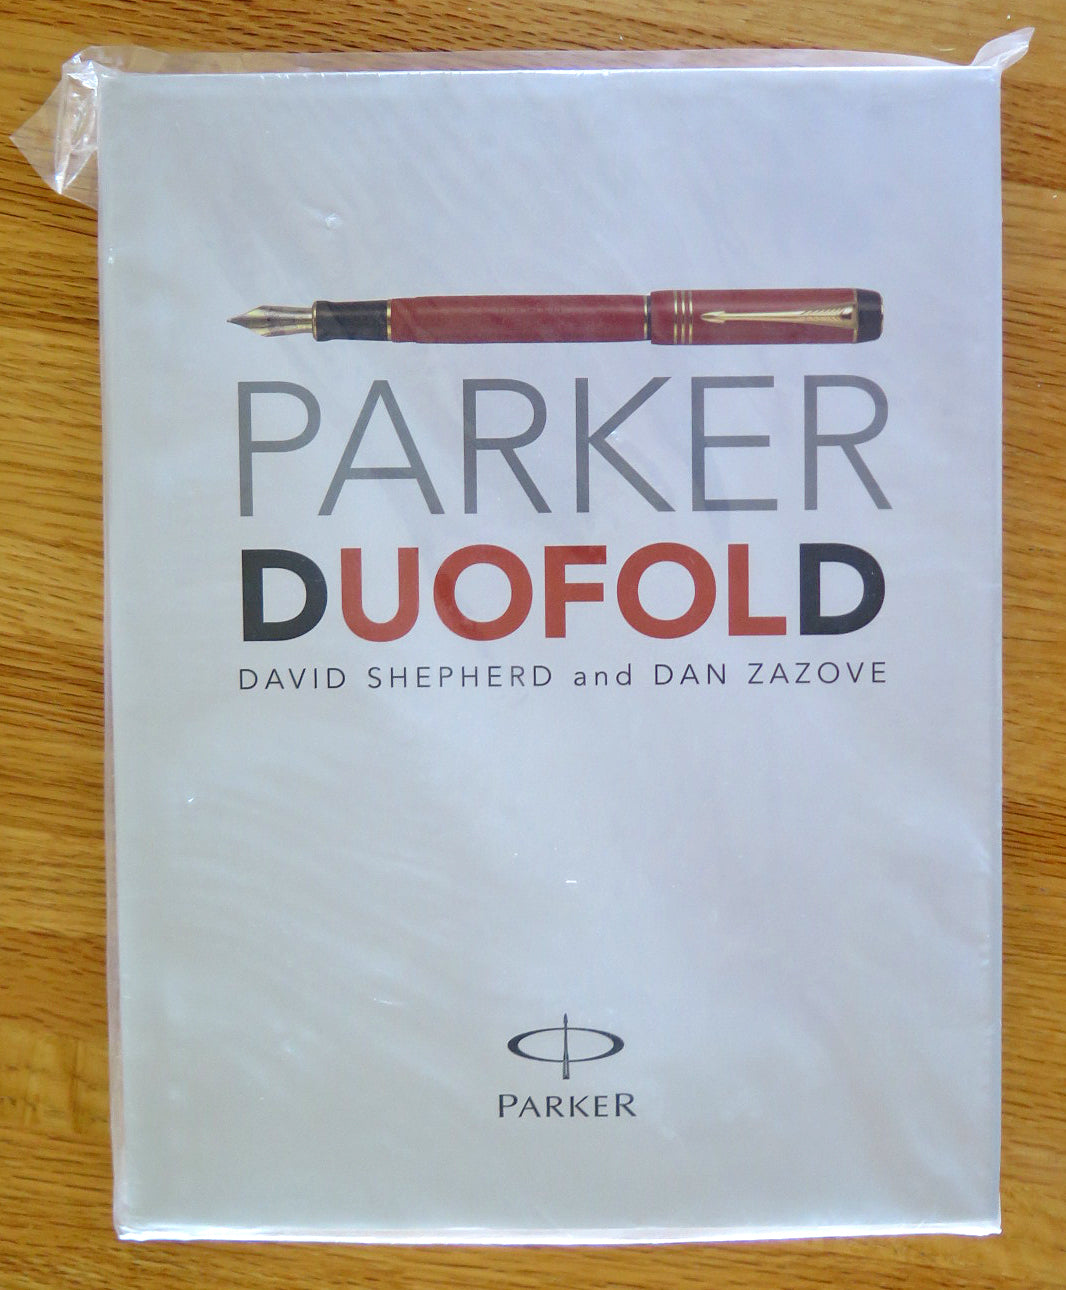 PARKER
DUOFOLD
DAVID SHEPHERD and DAN ZAZOVE
PARKER